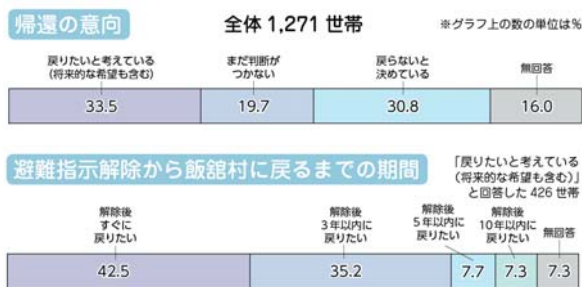 帰還の意向
全体 1,271 世帯
※グラフ上の数の単位は%
戻りたいと考えている
(将来的な希望も含む)
まだ判断が
つかない
戻らないと
決めている
無回答
33.5
19.7
30.8
16.0
避難指示解除から飯舘村に戻るまでの期間
「戻りたいと考えている
(将来的な希望も含む)」
と回答した 426 世帯
解除後
すぐに
戻りたい
解除後
3年以内に
戻りたい
解除後
5年以内に
戻りたい
解除後
10年以内に
戻りたい
無回答
42.5
35.2
7.7
7.3
7.3